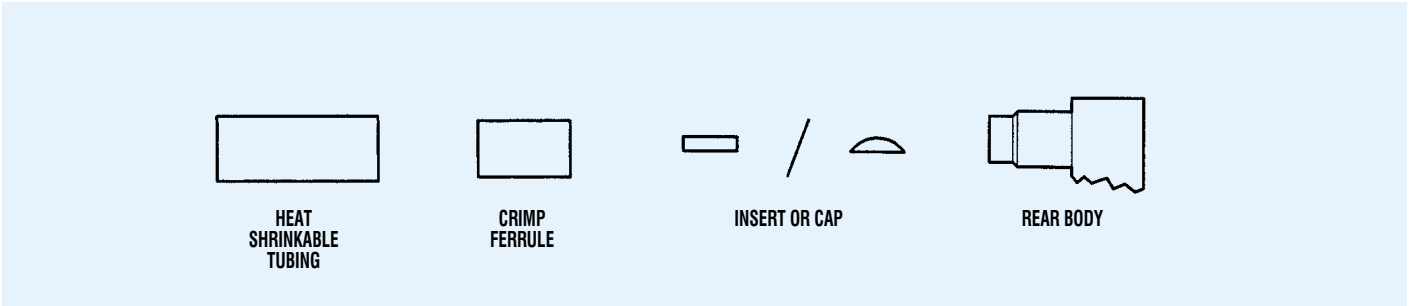 HEAT
SHRINKABLE
TUBING
CRIMP
FERRULE
INSERT OR CAP
REAR BODY